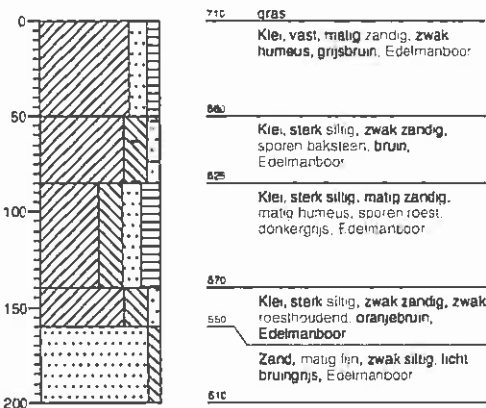 0
50
100
150
200
710 gras
Klei, vast, matig zandig, zwak
humeus, grijsbruin, Edelmanboor
660
Klei, sterk siltig, zwak zandig,
sporen baksteen, bruin,
Edelmanboor
625
Klei, sterk siltig, matig zandig,
matig humeus, sporen roest,
donkergrijs, Edelmanboor
570
Klei, sterk siltig, zwak zandig, zwak
roesthoudend, oranjebruin,
Edelmanboor
550
Zand, matig fijn, zwak siltig, licht
bruingrijs, Edelmanboor
510